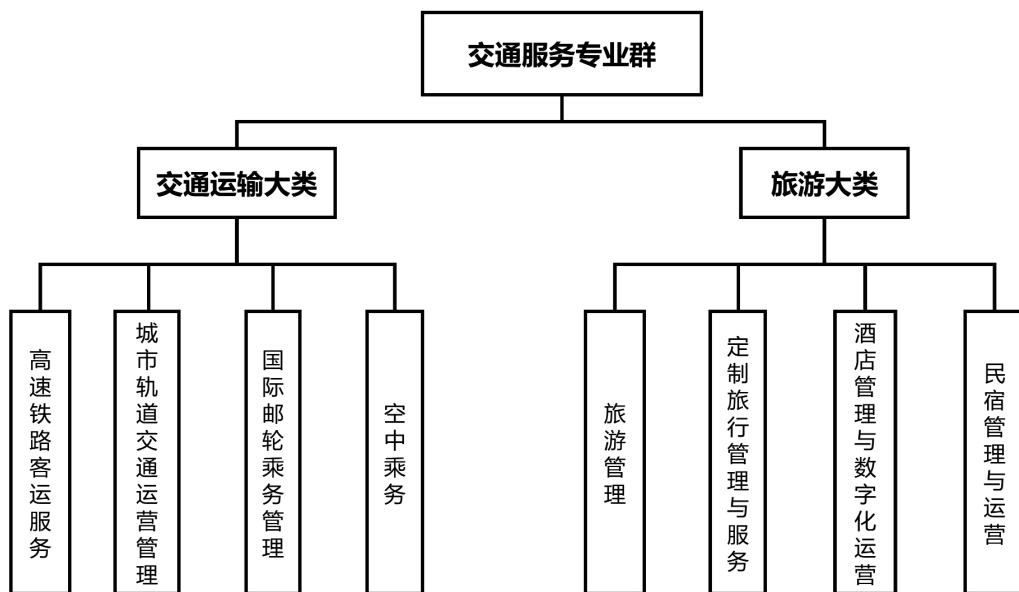 交通服务专业群
交通运输大类
旅游大类
高速铁路客运服务
城市轨道交通运营管理
国际邮轮乘务管理
空中乘务
旅游管理
定制旅行管理与服务
酒店管理与数字化运营
民宿管理与运营